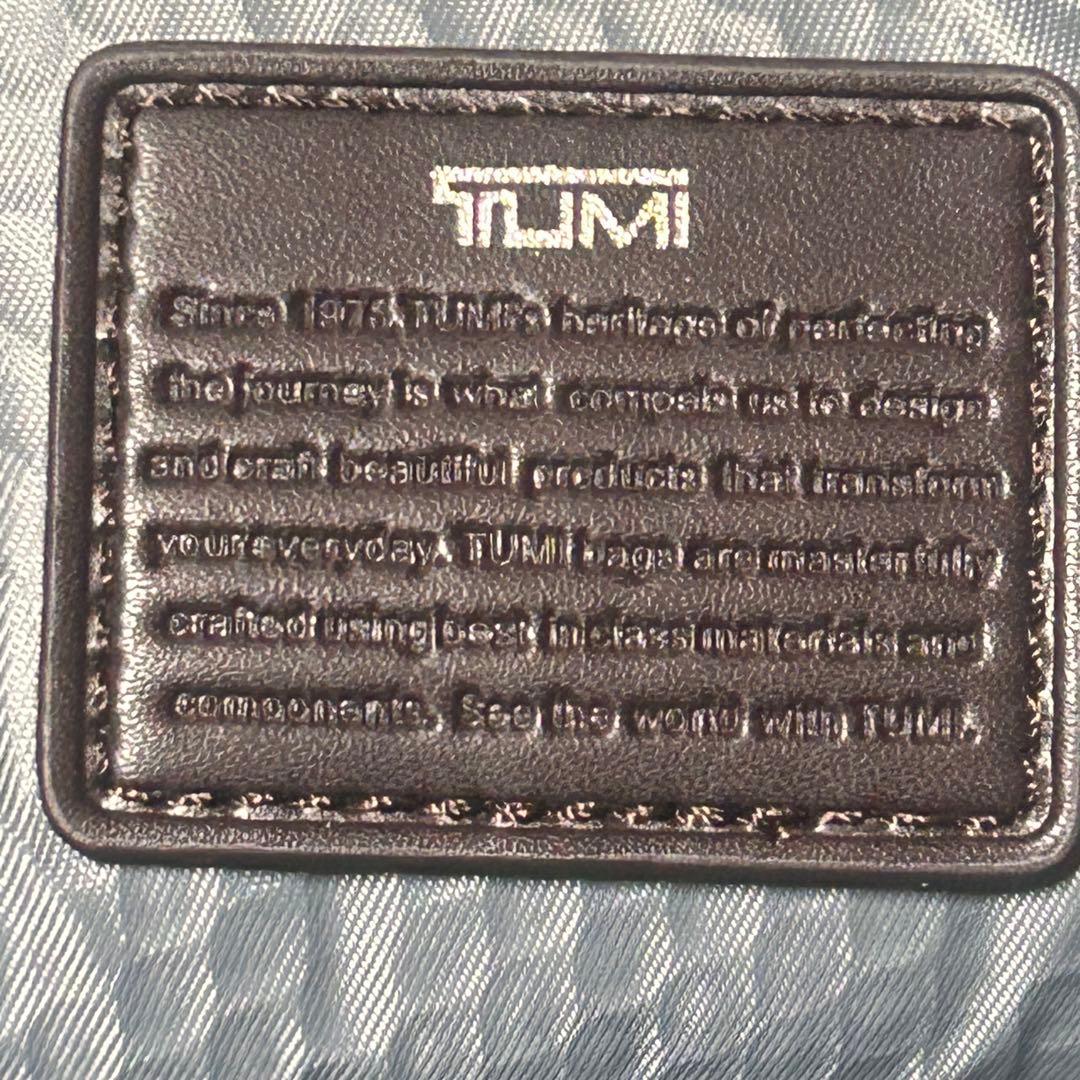 TUMI
Since 1975, TUMI's heritage of perfecting
the journey is what compels us to design
and craft beautiful products that transform
your everyday. TUMI bags are masterfully
crafted using best in class materials and
components. See the world with TUMI.